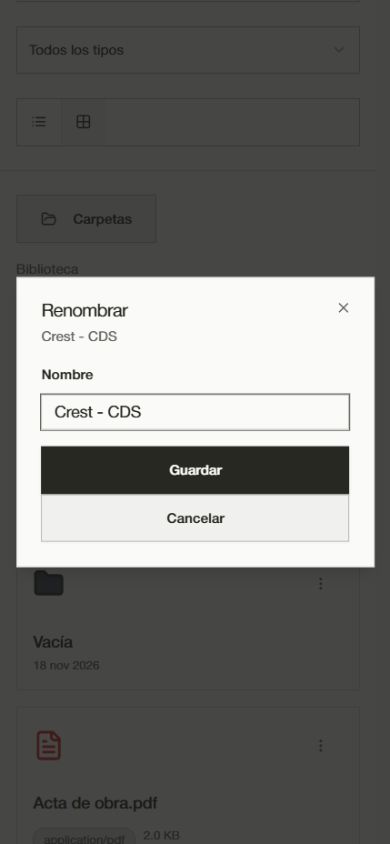 Todos los tipos
Carpetas
Biblioteca
Renombrar
Crest - CDS
Nombre
Crest - CDS
Guardar
Cancelar
Vacía
18 nov 2026
Acta de obra.pdf
application/pdf 2.0 KB